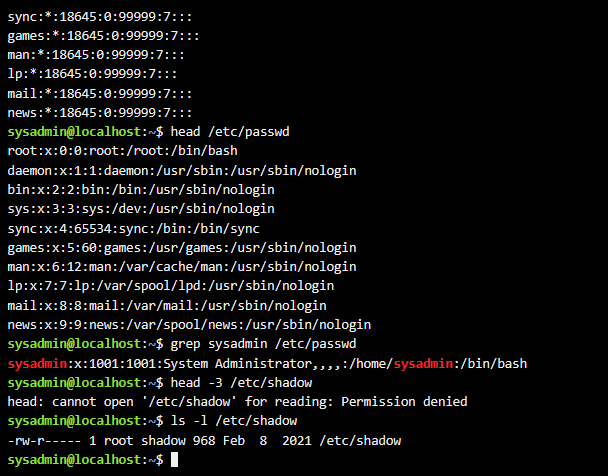 sync:*:18645:0:99999:7:::
games:*:18645:0:99999:7:::
man:*:18645:0:99999:7:::
lp:*:18645:0:99999:7:::
mail:*:18645:0:99999:7:::
news:*:18645:0:99999:7:::
sysadmin@localhost:~$ head /etc/passwd
root:x:0:0:root:/root:/bin/bash
daemon:x:1:1:daemon:/usr/sbin:/usr/sbin/nologin
bin:x:2:2:bin:/bin:/usr/sbin/nologin
sys:x:3:3:sys:/dev:/usr/sbin/nologin
sync:x:4:65534:sync:/bin:/bin/sync
games:x:5:60:games:/usr/games:/usr/sbin/nologin
man:x:6:12:man:/var/cache/man:/usr/sbin/nologin
lp:x:7:7:lp:/var/spool/lpd:/usr/sbin/nologin
mail:x:8:8:mail:/var/mail:/usr/sbin/nologin
news:x:9:9:news:/var/spool/news:/usr/sbin/nologin
sysadmin@localhost:~$ grep sysadmin /etc/passwd
sysadmin:x:1001:1001:System Administrator,,,,:/home/sysadmin:/bin/bash
sysadmin@localhost:~$ head -3 /etc/shadow
head: cannot open '/etc/shadow' for reading: Permission denied
sysadmin@localhost:~$ ls -l /etc/shadow
-rw-r----- 1 root shadow 968 Feb  8  2021 /etc/shadow
sysadmin@localhost:~$